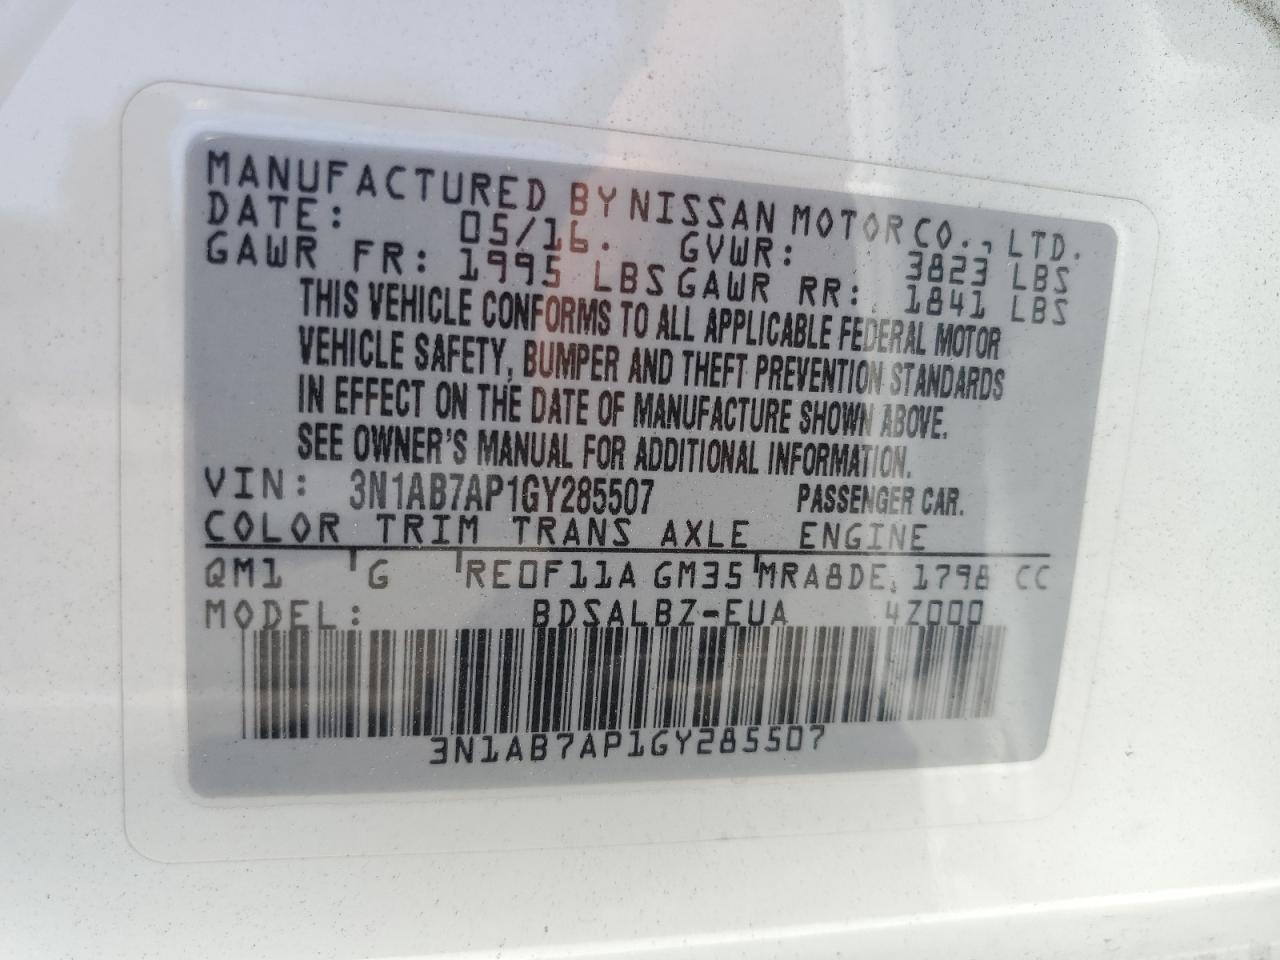 MANUFACTURED BY NISSAN MOTOR CO., LTD.
DATE: 05/16. GVWR: 3823 LBS
GAWR FR: 1995 LBS GAWR RR: 1841 LBS
THIS VEHICLE CONFORMS TO ALL APPLICABLE FEDERAL MOTOR
VEHICLE SAFETY, BUMPER AND THEFT PREVENTION STANDARDS
IN EFFECT ON THE DATE OF MANUFACTURE SHOWN ABOVE.
SEE OWNER'S MANUAL FOR ADDITIONAL INFORMATION.
VIN: 3N1AB7AP1GY285507 PASSENGER CAR.
COLOR TRIM TRANS AXLE ENGINE
QM1 G RE0F11A GM35 MRA8DE, 1798 CC
MODEL: BDSALBZ-EUA 4Z000
3N1AB7AP1GY285507